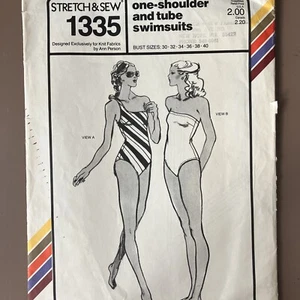 STRETCH & SEW®
1335
Designed Exclusively for Knit Fabrics
by Ann Person
one-shoulder
and tube
swimsuits
BUST SIZES: 30 · 32 · 34 · 36 · 38 · 40
2.00
2.20
VIEW A
VIEW B